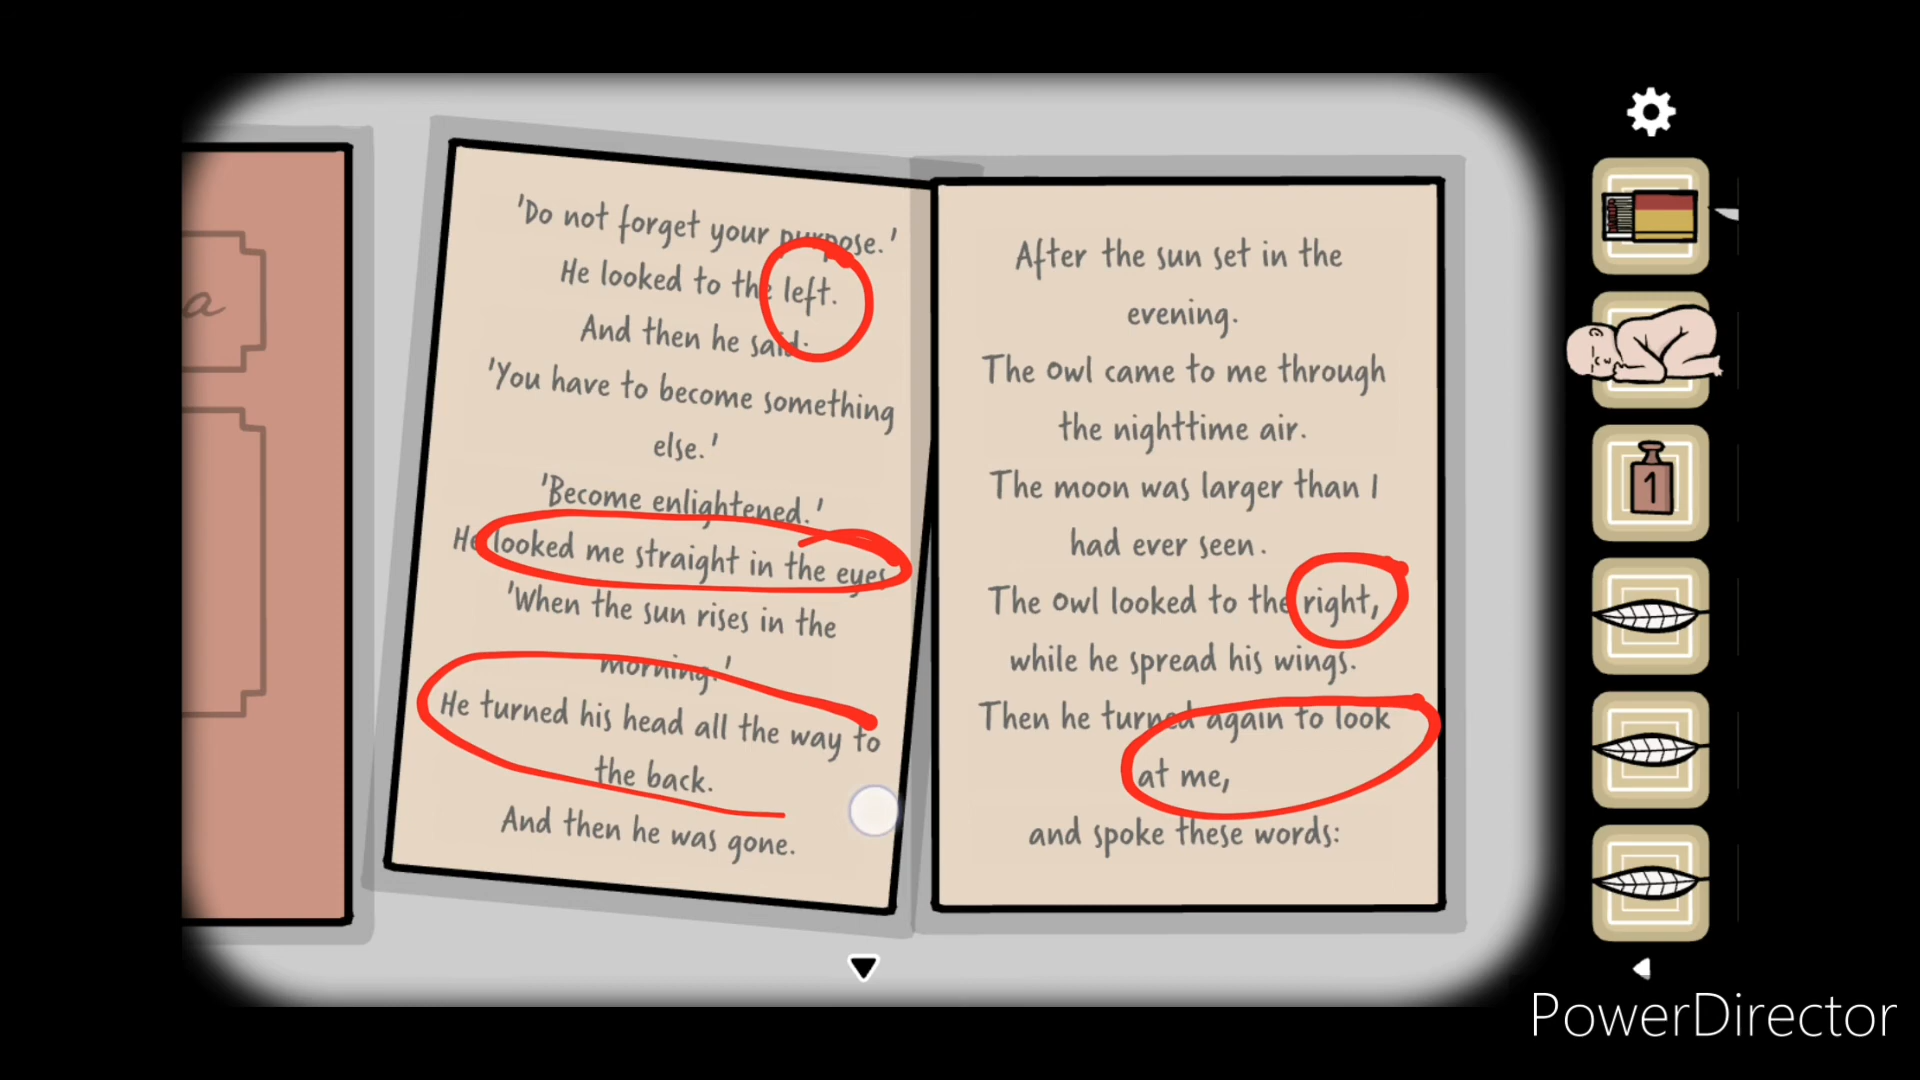 a
'Do not forget your purpose.'
He looked to the left.
And then he said:
'You have to become something
else.'
'Become enlightened.'
He looked me straight in the eyes
'When the sun rises in the
morning.'
He turned his head all the way to
the back.
And then he was gone.
After the sun set in the
evening.
The Owl came to me through
the nighttime air.
The moon was larger than I
had ever seen.
The Owl looked to the right,
while he spread his wings.
Then he turned again to look
at me,
and spoke these words:
1
PowerDirector